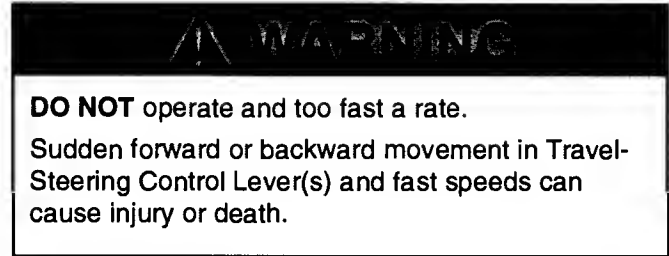 WARNING
DO NOT operate and too fast a rate.
Sudden forward or backward movement in Travel-
Steering Control Lever(s) and fast speeds can
cause injury or death.